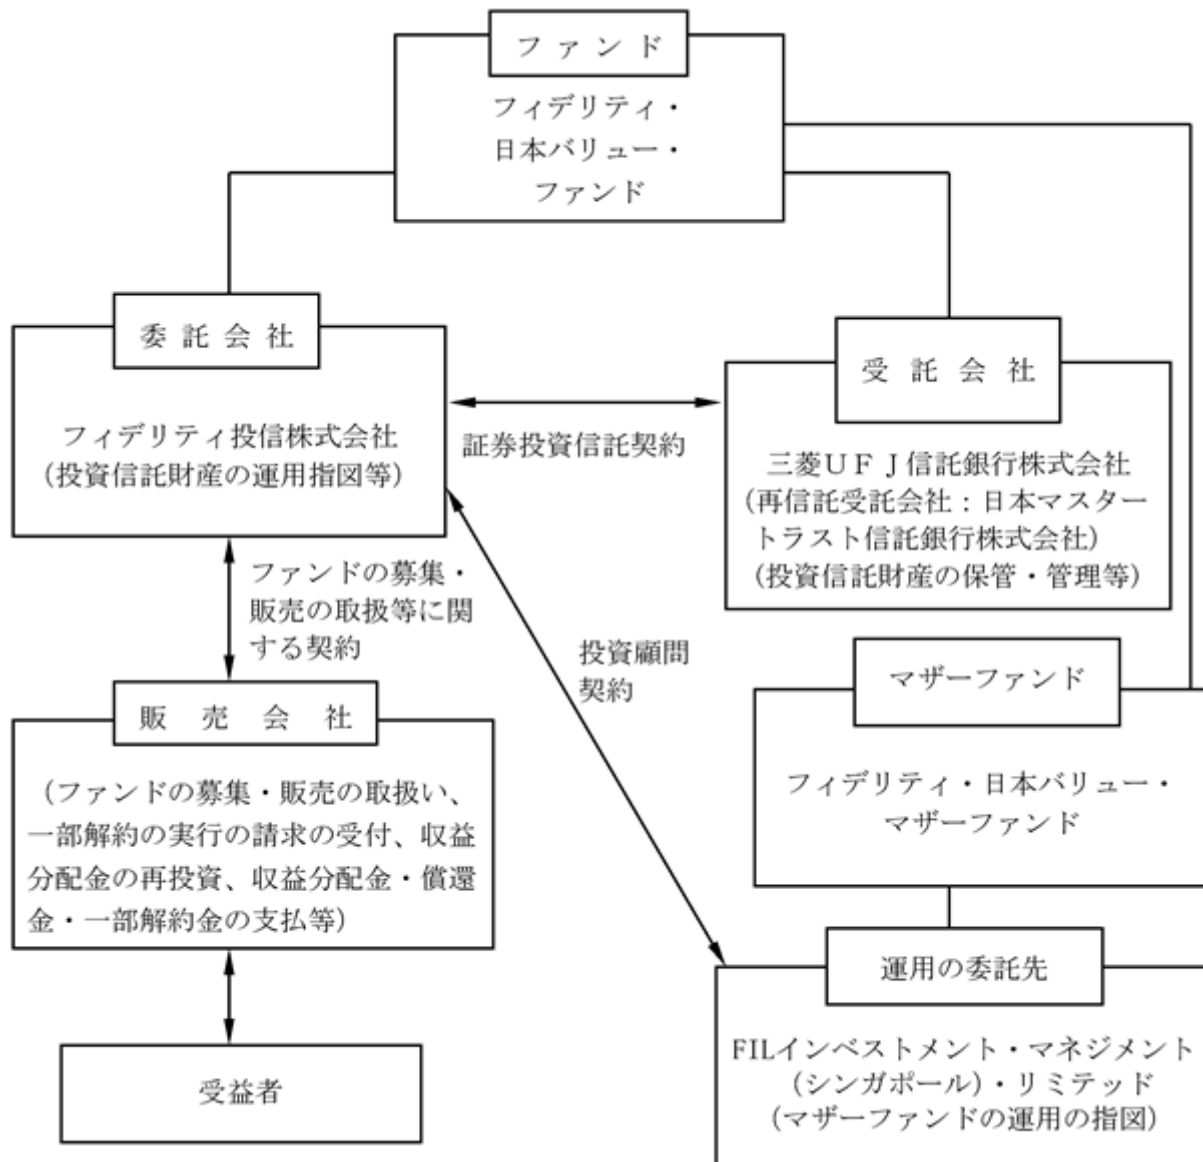 ファンド
フィデリティ・
日本バリュー・
ファンド
委託会社
フィデリティ投信株式会社
（投資信託財産の運用指図等）
証券投資信託契約
受託会社
三菱ＵＦＪ信託銀行株式会社
（再信託受託会社：日本マスター
トラスト信託銀行株式会社）
（投資信託財産の保管・管理等）
ファンドの募集・
販売の取扱等に関
する契約
投資顧問
契約
マザーファンド
フィデリティ・日本バリュー・
マザーファンド
販売会社
（ファンドの募集・販売の取扱い、
一部解約の実行の請求の受付、収益
分配金の再投資、収益分配金・償還
金・一部解約金の支払等）
運用の委託先
FILインベストメント・マネジメント
（シンガポール）・リミテッド
（マザーファンドの運用の指図）
受益者